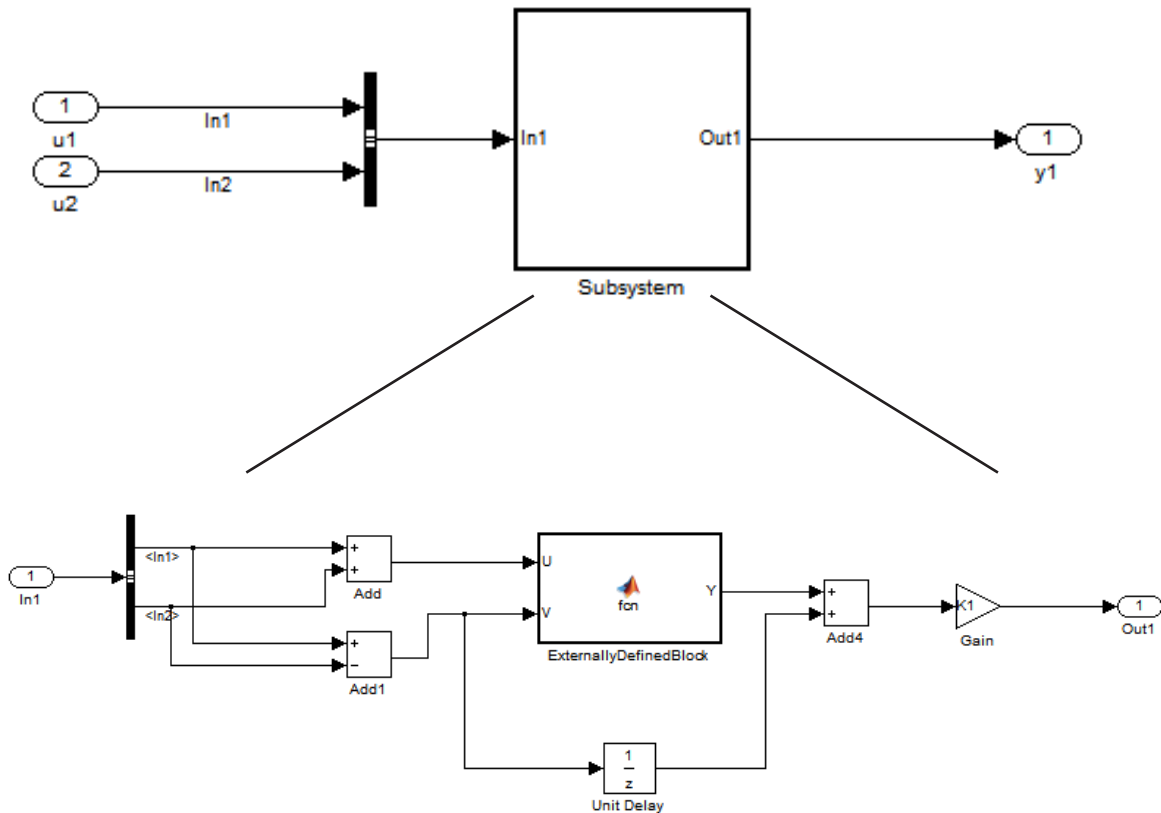 1
In1
u1
2
In2
u2
In1
Out1
Subsystem
1
y1
1
In1
<In1>
<In2>
+
+
Add
+
−
Add1
U
V
fcn
Y
ExternallyDefinedBlock
1
z
Unit Delay
+
+
Add4
K1
Gain
1
Out1